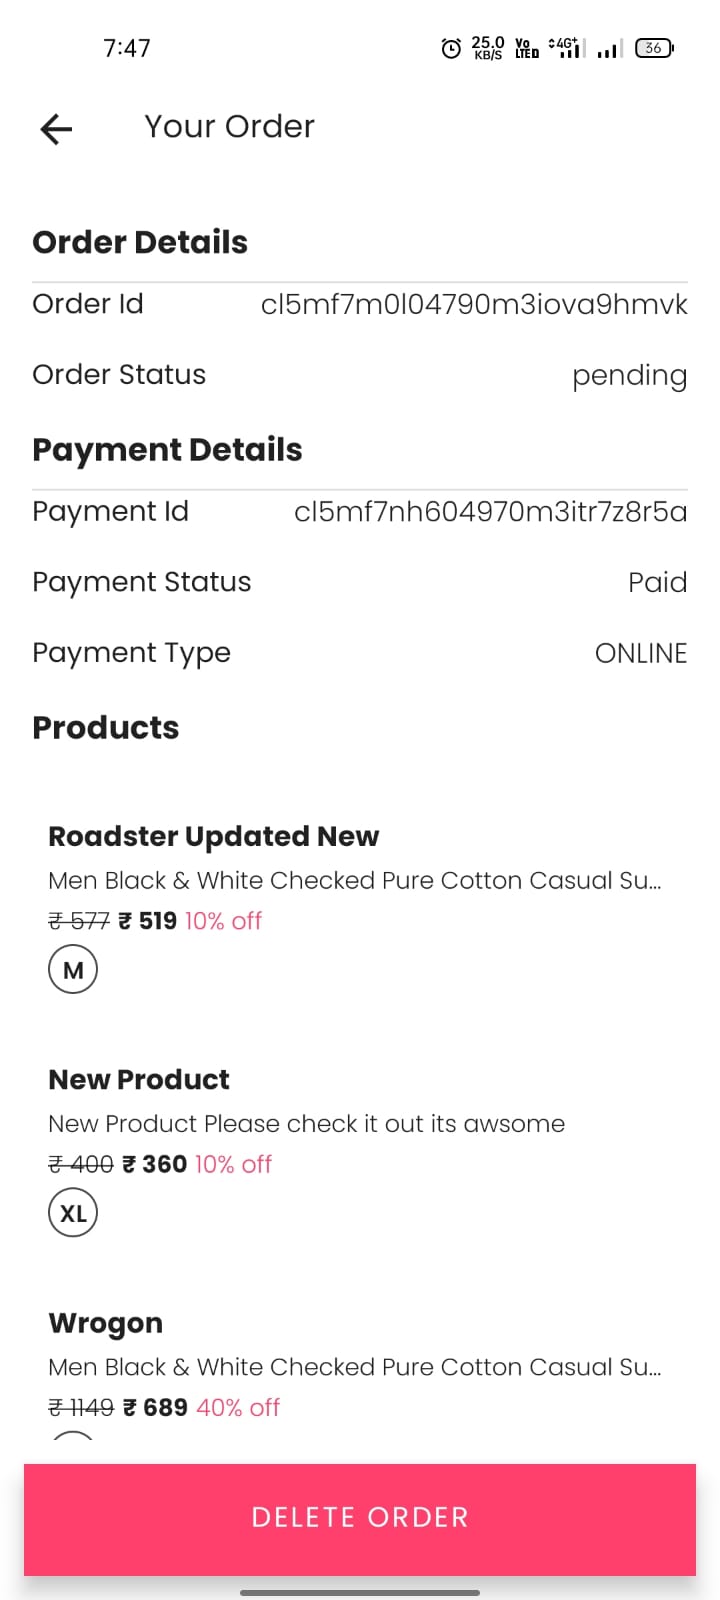 7:47 25.0 KB/S Vo LTED 4G+ 36
Your Order
Order Details
Order Id cl5mf7m0l04790m3iova9hmvk
Order Status pending
Payment Details
Payment Id cl5mf7nh604970m3itr7z8r5a
Payment Status Paid
Payment Type ONLINE
Products
Roadster Updated New
Men Black & White Checked Pure Cotton Casual Su...
₹ 577 ₹ 519 10% off
M
New Product
New Product Please check it out its awsome
₹ 400 ₹ 360 10% off
XL
Wrogon
Men Black & White Checked Pure Cotton Casual Su...
₹ 1149 ₹ 689 40% off
DELETE ORDER